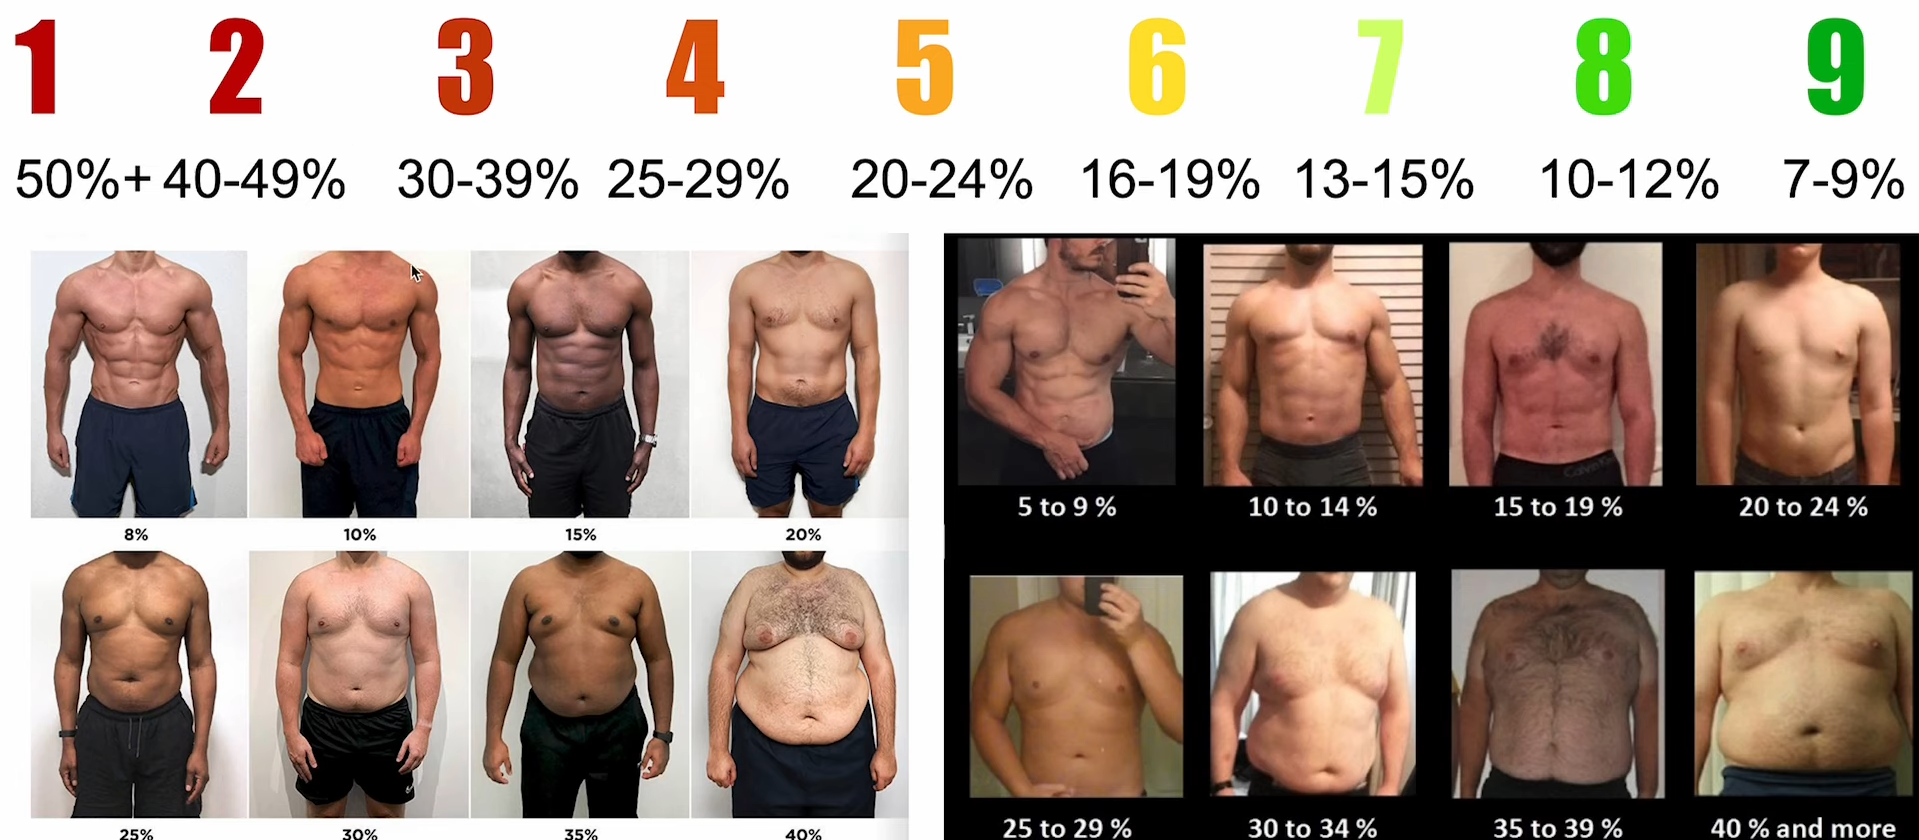 1 2 3 4 5 6 7 8 9
50%+ 40-49% 30-39% 25-29% 20-24% 16-19% 13-15% 10-12% 7-9%
8% 10% 15% 20%
25% 30% 35% 40%
Calvin K
5 to 9 % 10 to 14 % 15 to 19 % 20 to 24 %
25 to 29 % 30 to 34 % 35 to 39 % 40 % and more